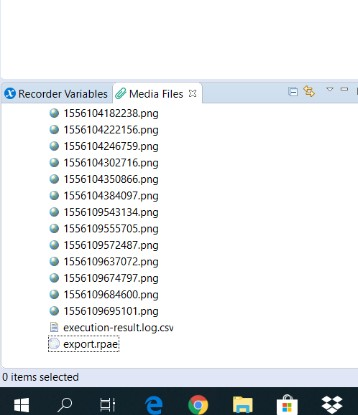 Recorder Variables Media Files
1556104182238.png
1556104222156.png
1556104246759.png
1556104302716.png
1556104350866.png
1556104384097.png
1556109543134.png
1556109555705.png
1556109572487.png
1556109637072.png
1556109674797.png
1556109684600.png
1556109695101.png
execution-result.log.csv
export.rpae
0 items selected